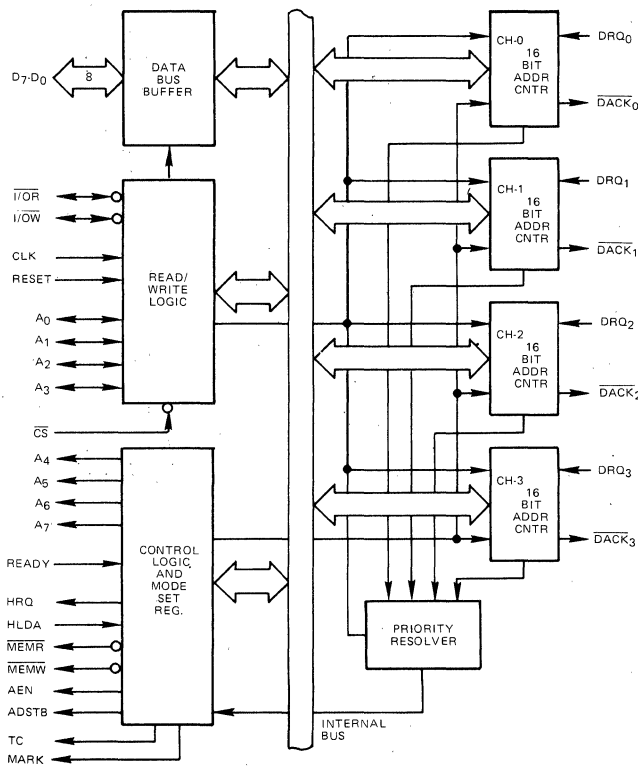 D7-D0
8
DATA
BUS
BUFFER
I/OR
I/OW
CLK
RESET
A0
A1
A2
A3
CS
READ/
WRITE
LOGIC
A4
A5
A6
A7
READY
HRQ
HLDA
MEMR
MEMW
AEN
ADSTB
TC
MARK
CONTROL
LOGIC
AND
MODE
SET
REG.
INTERNAL
BUS
CH-0
16
BIT
ADDR
CNTR
DRQ0
DACK0
CH-1
16
BIT
ADDR
CNTR
DRQ1
DACK1
CH-2
16
BIT
ADDR
CNTR
DRQ2
DACK2
CH-3
16
BIT
ADDR
CNTR
DRQ3
DACK3
PRIORITY
RESOLVER